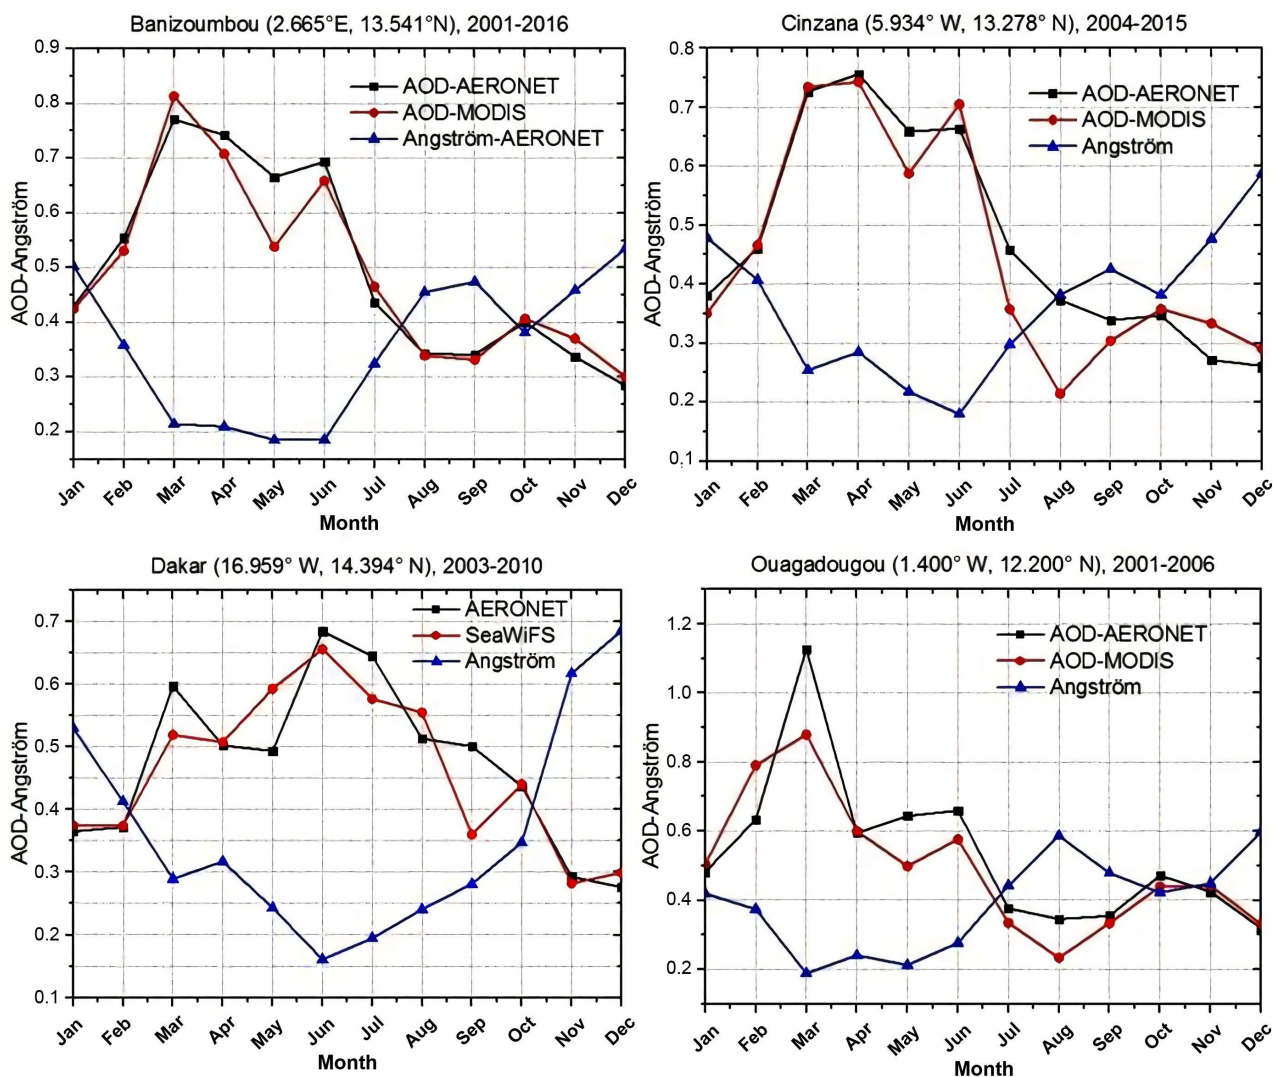 Banizoumbou (2.665°E, 13.541°N), 2001-2016
AOD-Angström
0.9
0.8
0.7
0.6
0.5
0.4
0.3
0.2
AOD-AERONET
AOD-MODIS
Angström-AERONET
Jan Feb Mar Apr May Jun Jul Aug Sep Oct Nov Dec
Month
Cinzana (5.934° W, 13.278° N), 2004-2015
AOD-Angström
0.8
0.7
0.6
0.5
0.4
0.3
0.2
0.1
AOD-AERONET
AOD-MODIS
Angström
Jan Feb Mar Apr May Jun Jul Aug Sep Oct Nov Dec
Month
Dakar (16.959° W, 14.394° N), 2003-2010
AOD-Angström
0.7
0.6
0.5
0.4
0.3
0.2
0.1
AERONET
SeaWiFS
Angström
Jan Feb Mar Apr May Jun Jul Aug Sep Oct Nov Dec
Month
Ouagadougou (1.400° W, 12.200° N), 2001-2006
AOD-Angström
1.2
1.0
0.8
0.6
0.4
0.2
AOD-AERONET
AOD-MODIS
Angström
Jan Feb Mar Apr May Jun Jul Aug Sep Oct Nov Dec
Month